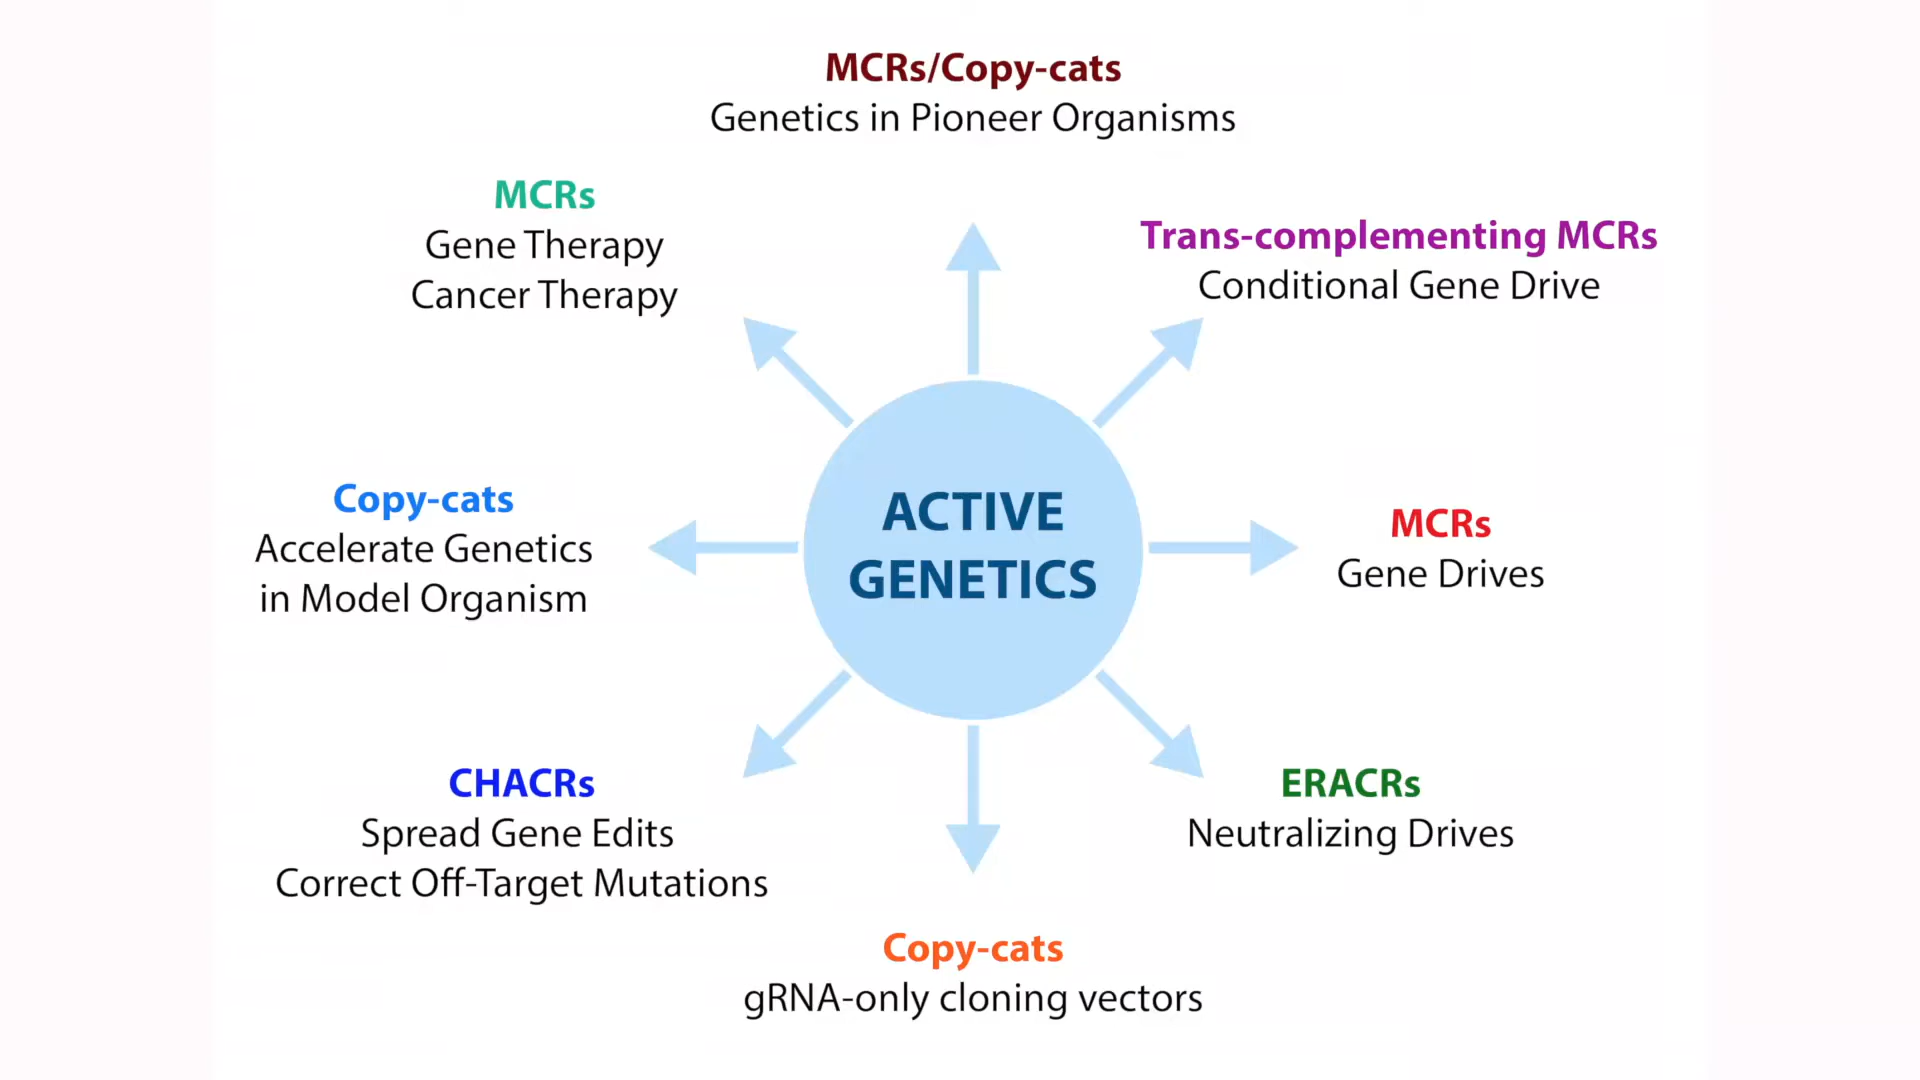 MCRs/Copy-cats
Genetics in Pioneer Organisms
MCRs
Gene Therapy
Cancer Therapy
Trans-complementing MCRs
Conditional Gene Drive
Copy-cats
Accelerate Genetics
in Model Organism
ACTIVE
GENETICS
MCRs
Gene Drives
CHACRs
Spread Gene Edits
Correct Off-Target Mutations
ERACRs
Neutralizing Drives
Copy-cats
gRNA-only cloning vectors